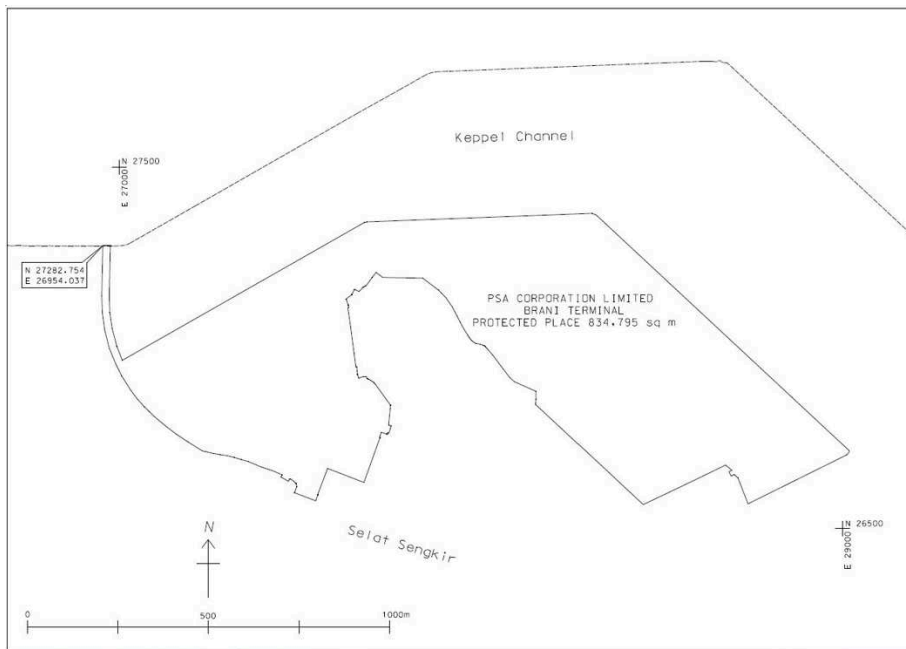 Keppel Channel
N 27500
E 27000
N 27282.754
E 26954.037
PSA CORPORATION LIMITED
BRANI TERMINAL
PROTECTED PLACE 834.795 sq m
N 26500
E 29000
Selat Sengkir
N
0 500 1000m